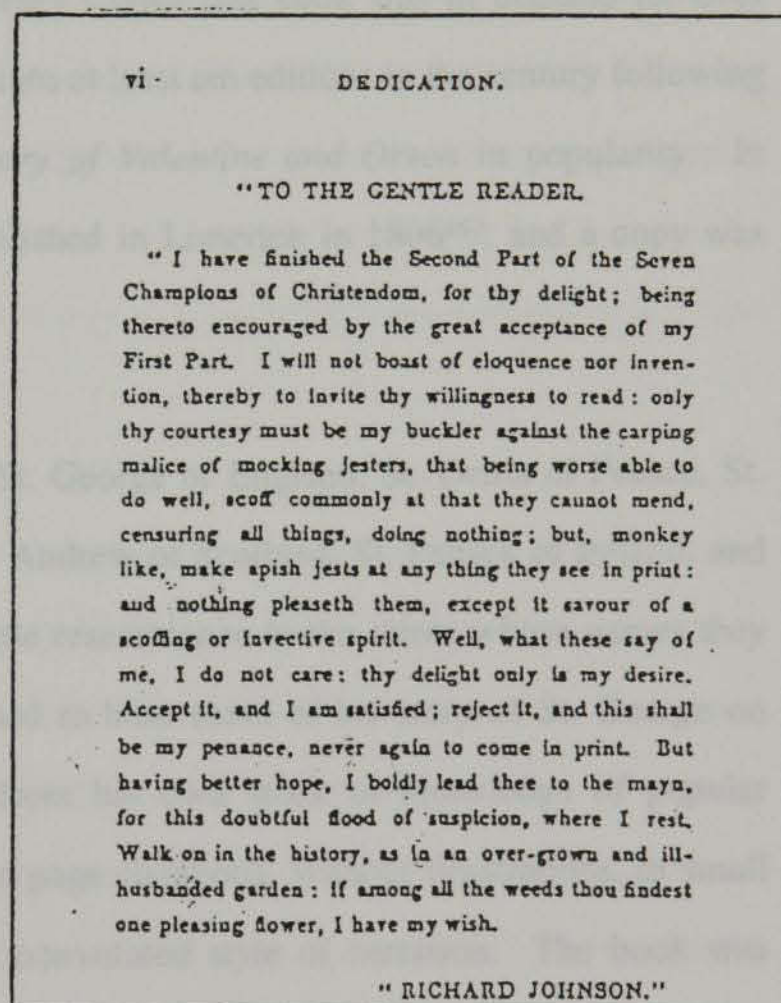 vi DEDICATION.
"TO THE GENTLE READER.
" I have finished the Second Part of the Seven
Champions of Christendom, for thy delight; being
thereto encouraged by the great acceptance of my
First Part. I will not boast of eloquence nor inven-
tion, thereby to invite thy willingness to read: only
thy courtesy must be my buckler against the carping
malice of mocking jesters, that being worse able to
do well, scoff commonly at that they cannot mend,
censuring all things, doing nothing; but, monkey
like, make apish jests at any thing they see in print:
and nothing pleaseth them, except it savour of a
scoffing or invective spirit. Well, what these say of
me, I do not care: thy delight only is my desire.
Accept it, and I am satisfied; reject it, and this shall
be my penance, never again to come in print. But
having better hope, I boldly lead thee to the mayn,
for this doubtful flood of suspicion, where I rest.
Walk on in the history, as in an over-grown and ill-
husbanded garden: if among all the weeds thou findest
one pleasing flower, I have my wish.
" RICHARD JOHNSON."